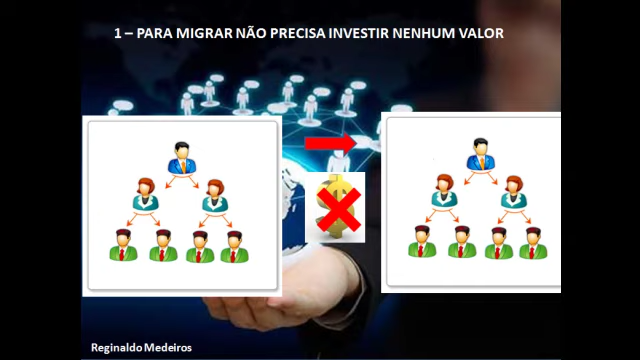 1 – PARA MIGRAR NÃO PRECISA INVESTIR NENHUM VALOR
Reginaldo Medeiros